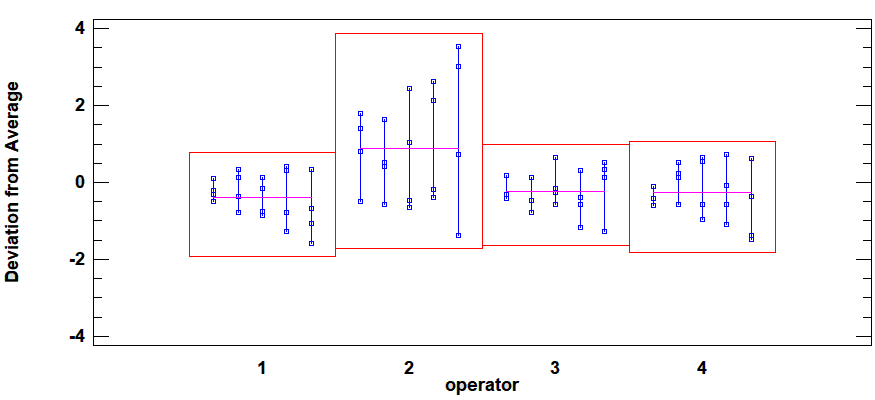 Deviation from Average
4
2
0
-2
-4
1 2 3 4
operator